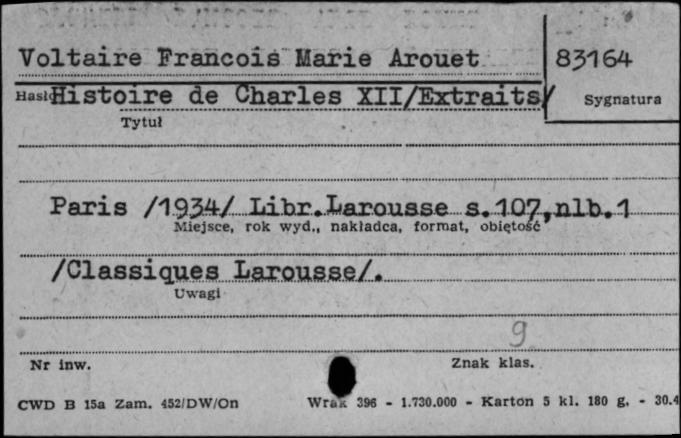 Voltaire Francois Marie Arouet
83164
Hasło Histoire de Charles XII/Extraits/
Sygnatura
Tytuł
Paris /1934/ Libr.Larousse s.107,nlb.1
Miejsce, rok wyd., nakładca, format, objętość
/Classiques Larousse/.
Uwagi
9
Nr inw.
Znak klas.
CWD B 15a Zam. 452/DW/On Wrak 396 - 1.730.000 - Karton 5 kl. 180 g. - 30.4